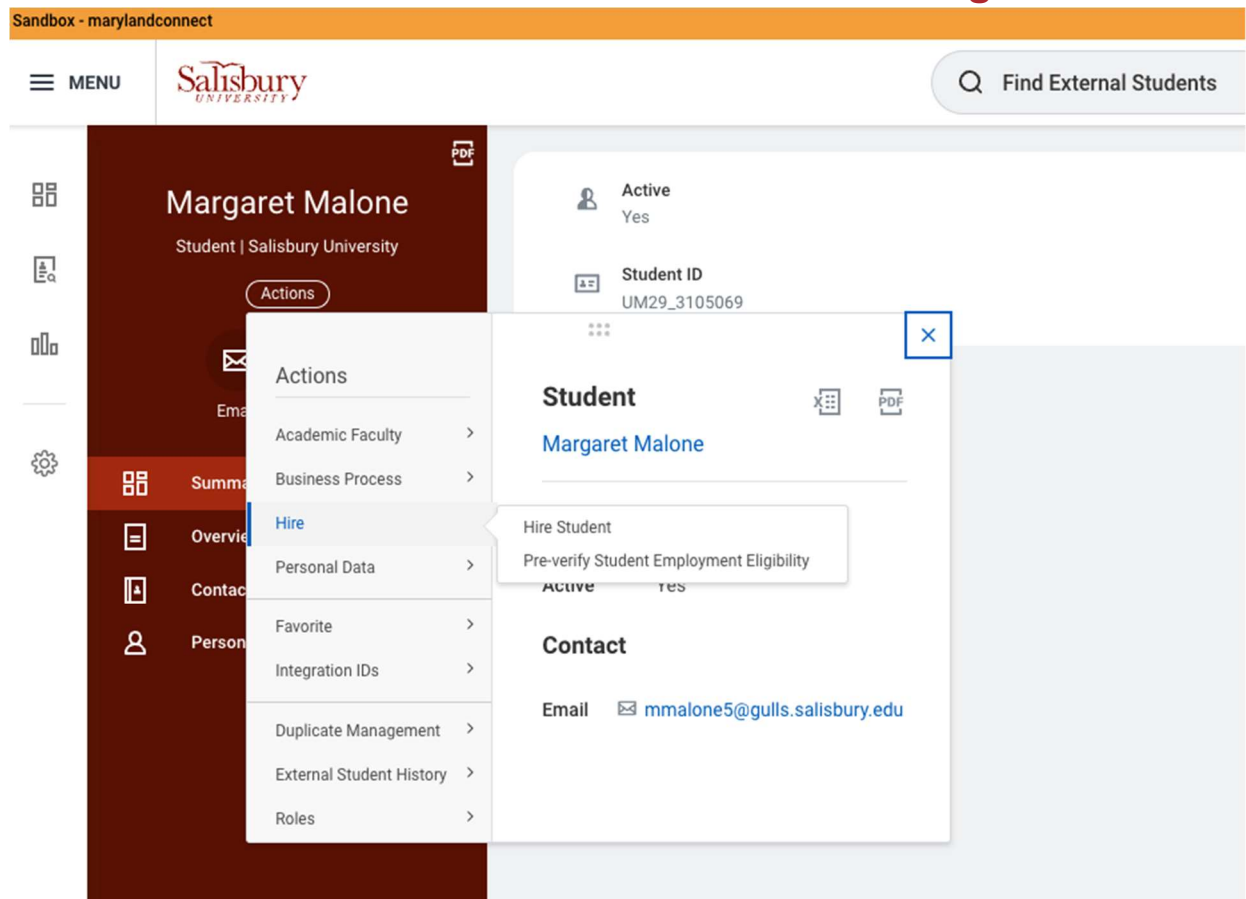 Sandbox - marylandconnect
MENU
Salisbury
UNIVERSITY
Find External Students
PDF
Margaret Malone
Student | Salisbury University
Actions
Active
Yes
Student ID
UM29_3105069
Ema
Summa
Overvie
Contac
Person
Actions
Academic Faculty
Business Process
Hire
Personal Data
Favorite
Integration IDs
Duplicate Management
External Student History
Roles
Student
X
PDF
Margaret Malone
Hire Student
Pre-verify Student Employment Eligibility
Active Yes
Contact
Email mmalone5@gulls.salisbury.edu